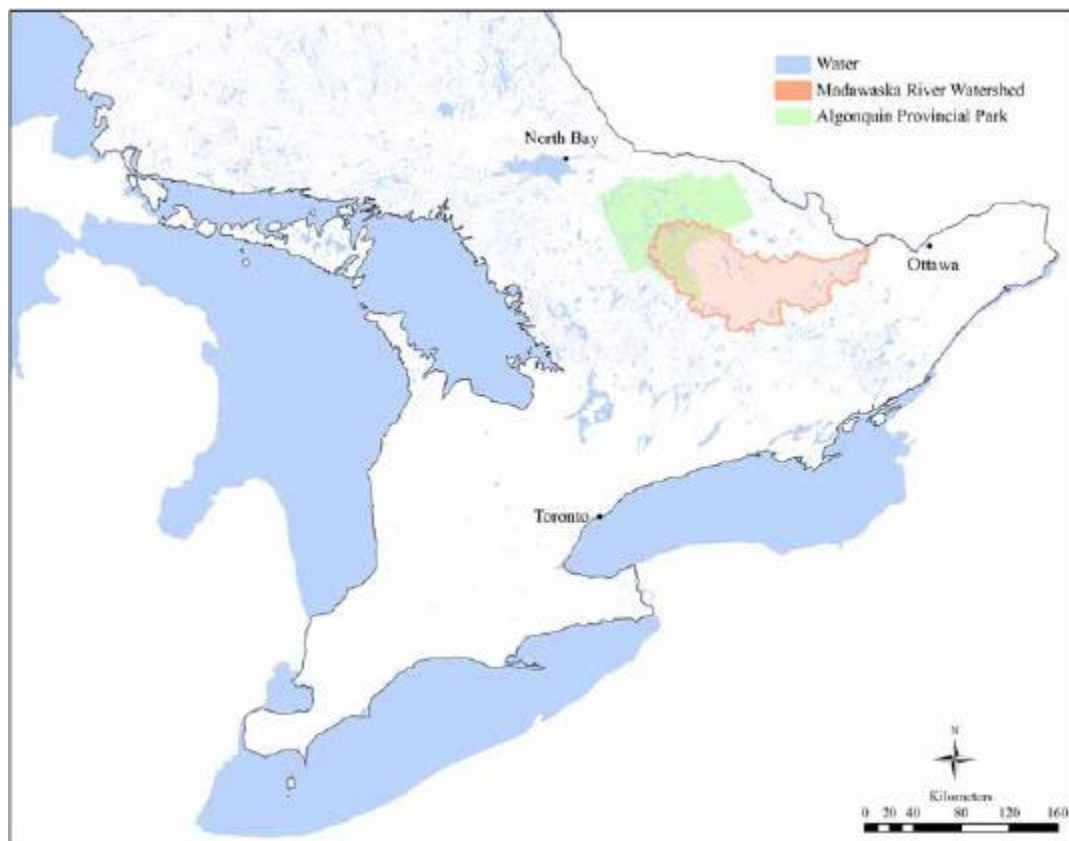 Water
Madawaska River Watershed
Algonquin Provincial Park
North Bay
Ottawa
Toronto
N
Kilometers
0 20 40 80 120 160